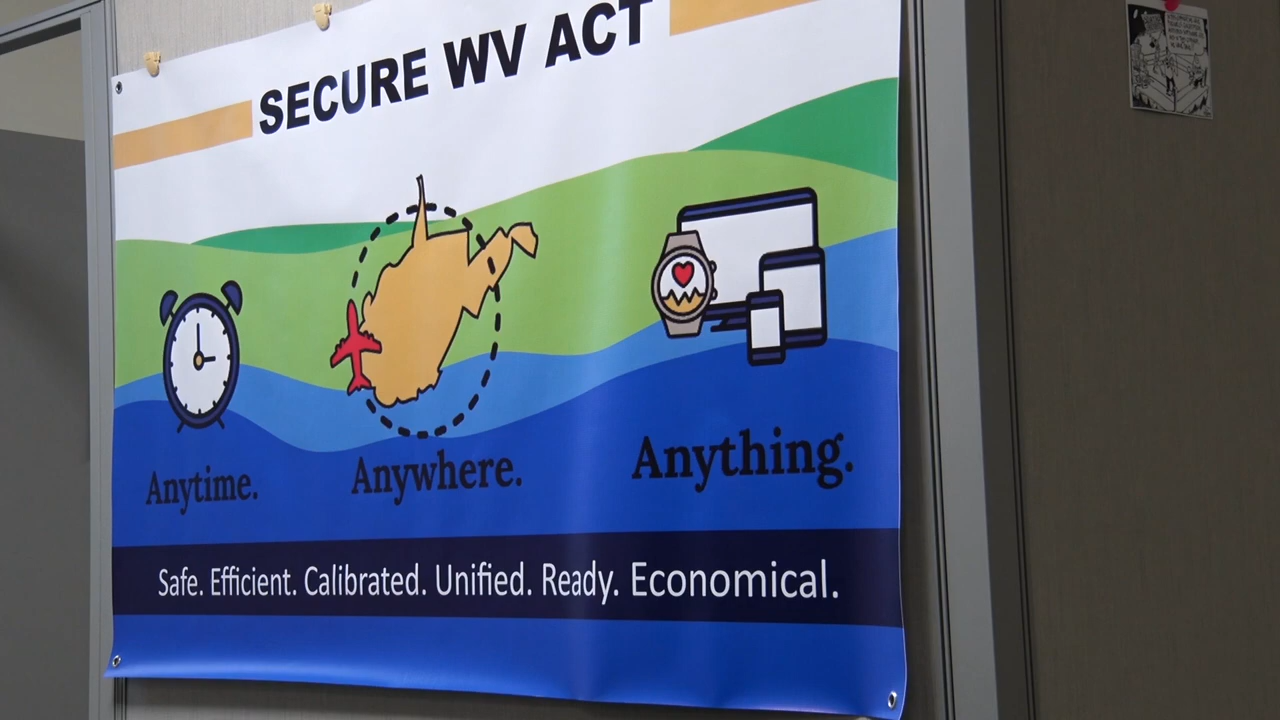 SECURE WV ACT
Anytime. Anywhere. Anything.
Safe. Efficient. Calibrated. Unified. Ready. Economical.